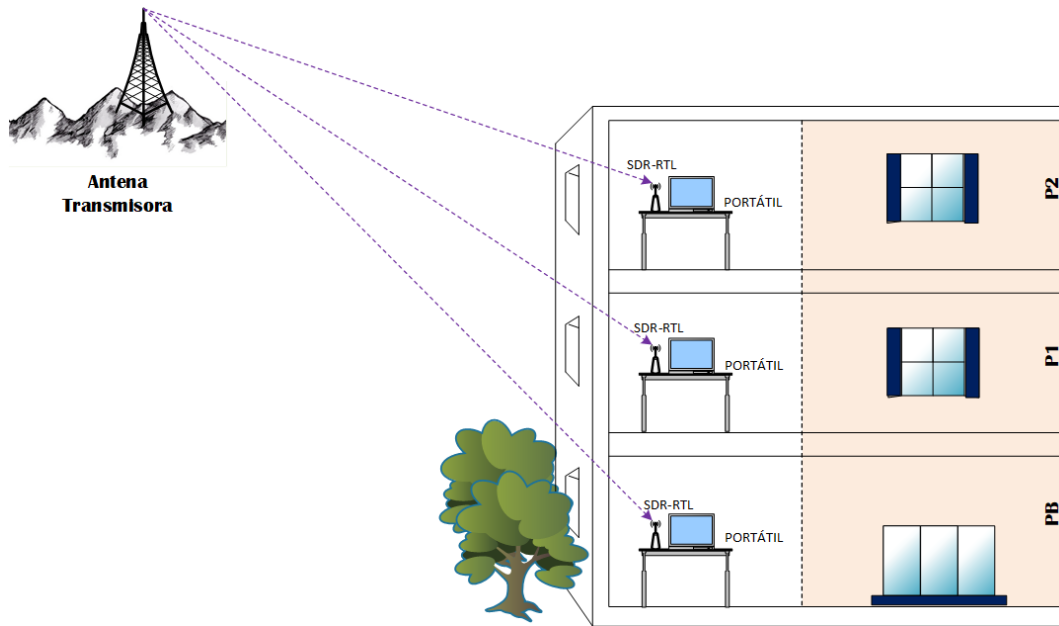 Antena
Transmisora
SDR-RTL
PORTÁTIL
P2
SDR-RTL
PORTÁTIL
P1
SDR-RTL
PORTÁTIL
PB